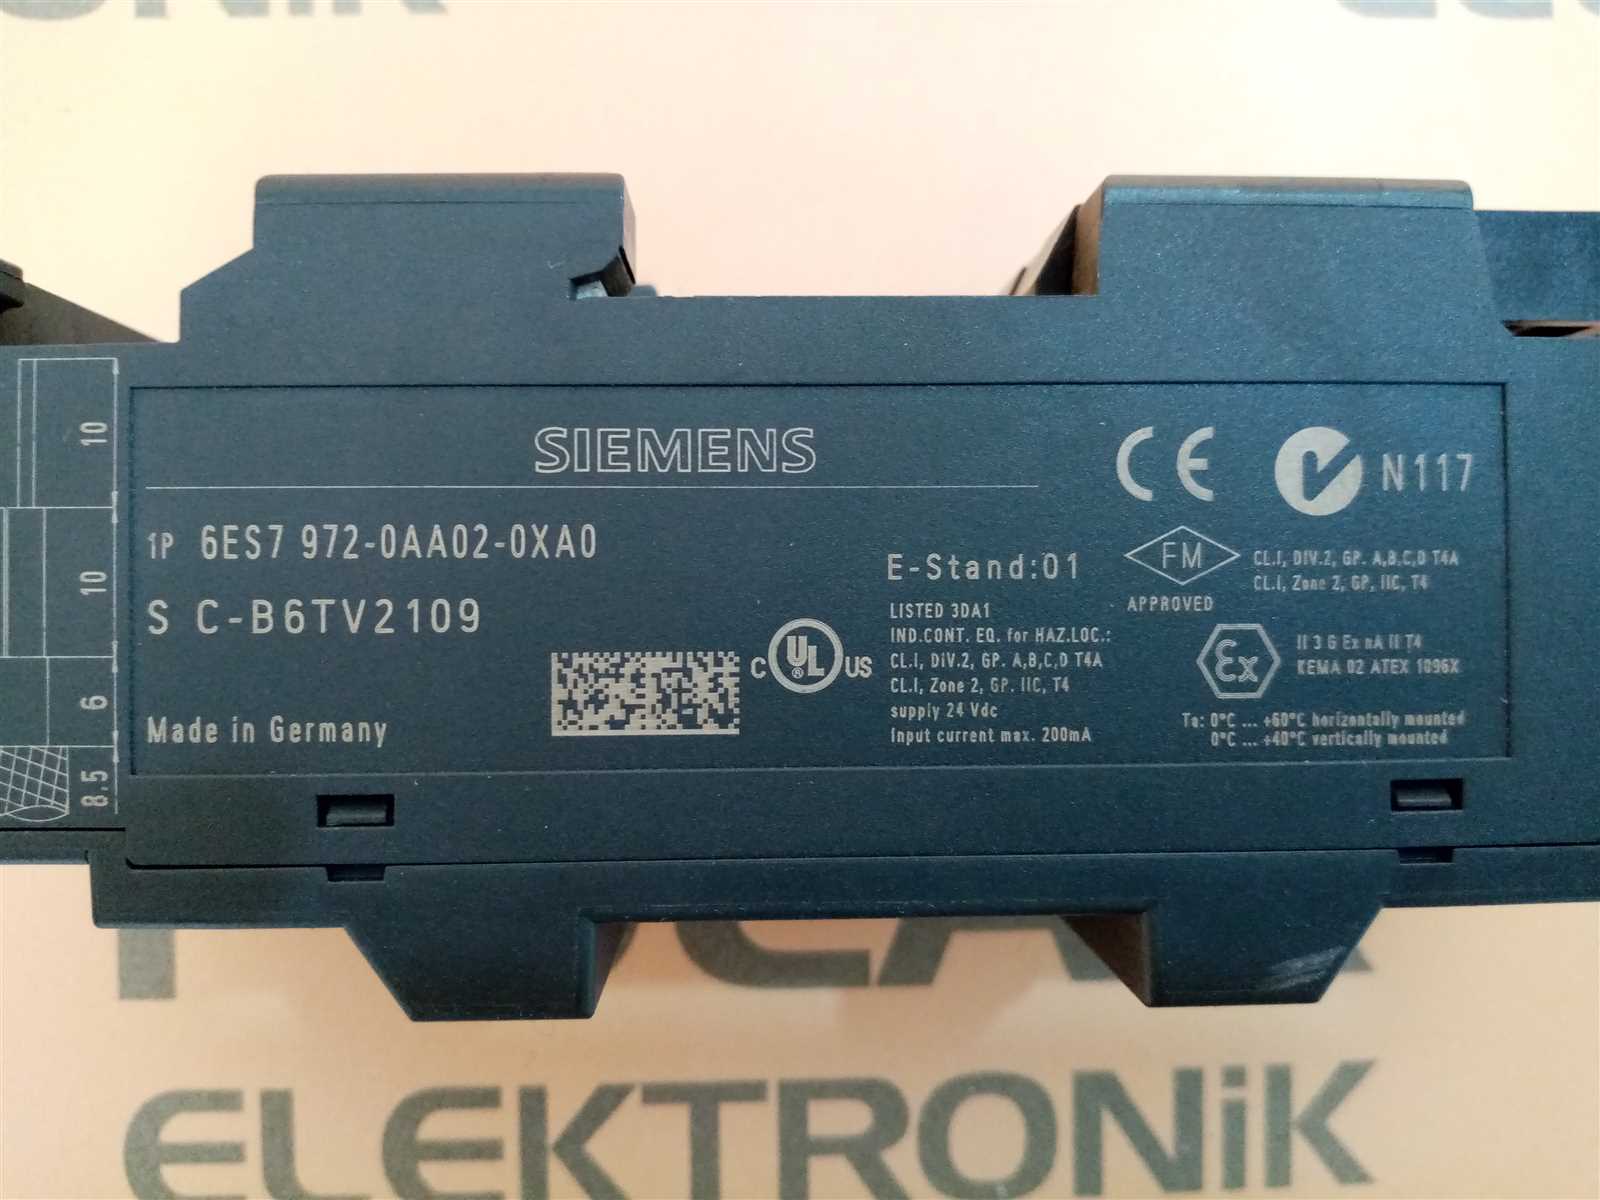 10
10
6
8.5
SIEMENS
1P 6ES7 972-0AA02-0XA0
S C-B6TV2109
Made in Germany
C UL US
®
E-Stand:01
LISTED 3DA1
IND.CONT. EQ. for HAZ.LOC.:
CL.I, DIV.2, GP. A,B,C,D T4A
CL.I, Zone 2, GP. IIC, T4
supply 24 Vdc
Input current max. 200mA
CE N117
FM
APPROVED
CL.I, DIV.2, GP. A,B,C,D T4A
CL.I, Zone 2, GP, IIC, T4
Ex
II 3 G Ex nA II T4
KEMA 02 ATEX 1096X
Ta: 0°C ... +60°C horizontally mounted
0°C ... +40°C vertically mounted
ELEKTRONiK